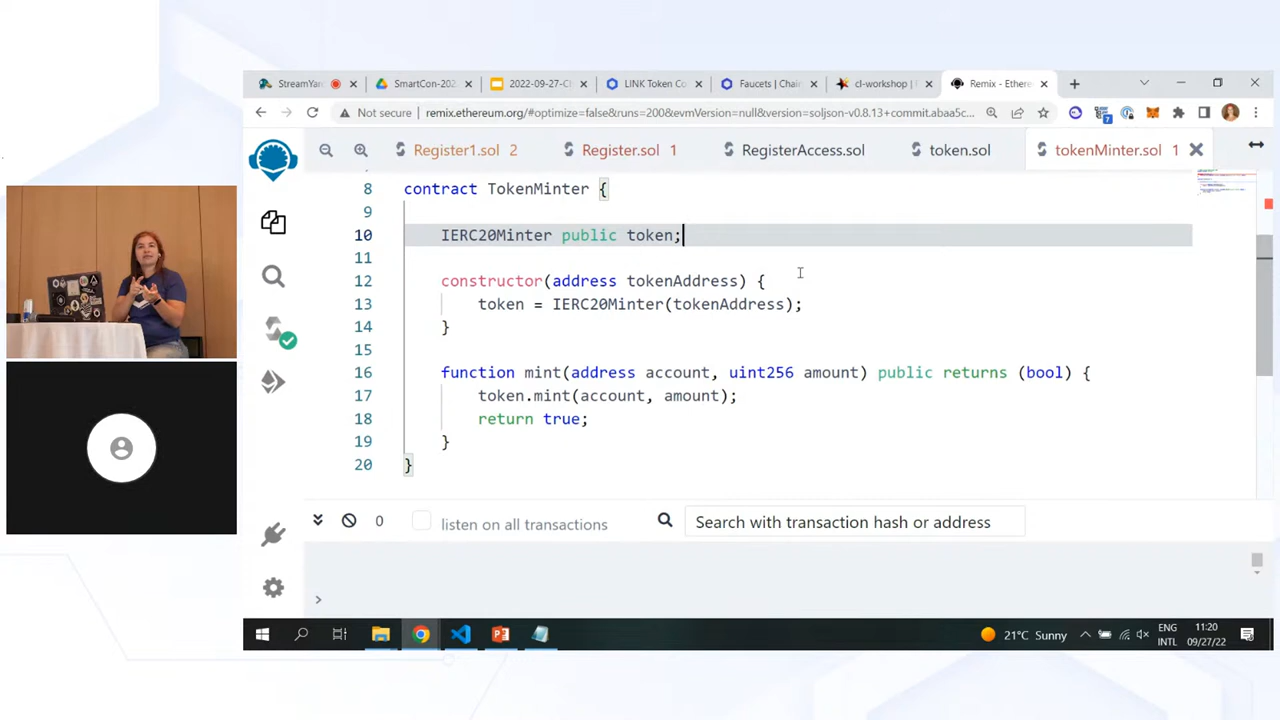 StreamYar
SmartCon-202
2022-09-27-Ch
LINK Token Co
Faucets | Chai
cl-workshop | R
Remix - Ethere
Not secure
remix.ethereum.org/#optimize=false&runs=200&evmVersion=null&version=soljson-v0.8.13+commit.abaa5c...
7
Register1.sol 2
Register.sol 1
RegisterAccess.sol
token.sol
tokenMinter.sol 1
8 contract TokenMinter {
9
10 IERC20Minter public token;
11
12 constructor(address tokenAddress) {
13 token = IERC20Minter(tokenAddress);
14 }
15
16 function mint(address account, uint256 amount) public returns (bool) {
17 token.mint(account, amount);
18 return true;
19 }
20 }
0
listen on all transactions
Search with transaction hash or address
>
21°C Sunny
ENG
INTL
11:20
09/27/22